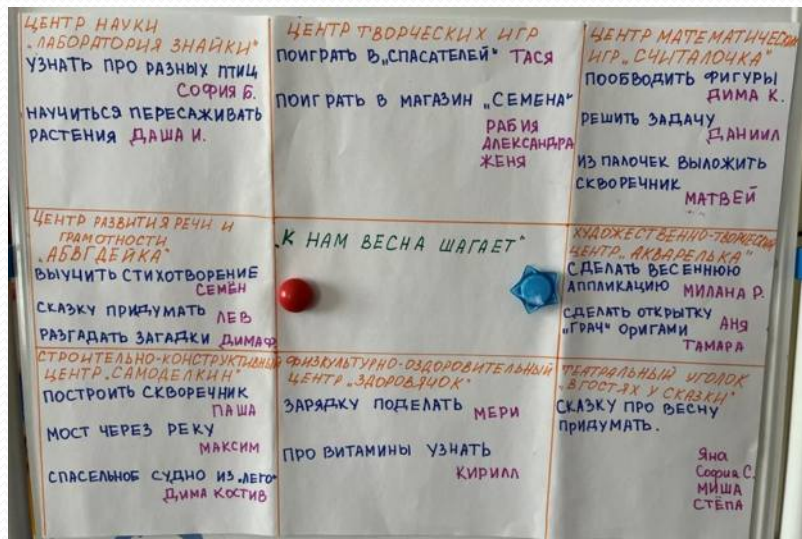 ЦЕНТР НАУКИ
„ЛАБОРАТОРИЯ ЗНАЙКИ"
УЗНАТЬ ПРО РАЗНЫХ ПТИЦ
СОФИЯ Б.
НАУЧИТЬСЯ ПЕРЕСАЖИВАТЬ
РАСТЕНИЯ ДАША И.
ЦЕНТР ТВОРЧЕСКИХ ИГР
ПОИГРАТЬ В „СПАСАТЕЛЕЙ" ТАСЯ
ПОИГРАТЬ В МАГАЗИН „СЕМЕНА"
РАБИЯ
АЛЕКСАНДРА
ЖЕНЯ
ЦЕНТР МАТЕМАТИЧЕСКИ
ИГР „СЧИТАЛОЧКА"
ПООБВОДИТЬ ФИГУРЫ
ДИМА К.
РЕШИТЬ ЗАДАЧУ
ДАНИИЛ
ИЗ ПАЛОЧЕК ВЫЛОЖИТЬ
СКВОРЕЧНИК
МАТВЕЙ
ЦЕНТР РАЗВИТИЯ РЕЧИ И
ГРАМОТНОСТИ
„АБВГДЕЙКА"
ВЫУЧИТЬ СТИХОТВОРЕНИЕ
СЕМЁН
СКАЗКУ ПРИДУМАТЬ ЛЕВ
РАЗГАДАТЬ ЗАГАДКИ ДИМАФ.
„К НАМ ВЕСНА ШАГАЕТ"
ХУДОЖЕСТВЕННО-ТВОРЧЕСКИЙ
ЦЕНТР „АКВАРЕЛЬКА"
СДЕЛАТЬ ВЕСЕННЮЮ
АППЛИКАЦИЮ МИЛАНА Р.
СДЕЛАТЬ ОТКРЫТКУ
„ГРАЧ" ОРИГАМИ АНЯ
ТАМАРА
СТРОИТЕЛЬНО-КОНСТРУКТИВНЫЙ
ЦЕНТР „САМОДЕЛКИН"
ПОСТРОИТЬ СКВОРЕЧНИК
ПАША
МОСТ ЧЕРЕЗ РЕКУ
МАКСИМ
СПАСЕЛЬНОЕ СУДНО ИЗ „ЛЕГО"
ДИМА КОСТИВ
ФИЗКУЛЬТУРНО-ОЗДОРОВИТЕЛЬНЫЙ
ЦЕНТР „ЗДОРОВЯЧОК"
ЗАРЯДКУ ПОДЕЛАТЬ МЕРИ
ПРО ВИТАМИНЫ УЗНАТЬ
КИРИЛЛ
ТЕАТРАЛЬНЫЙ УГОЛОК
„В ГОСТЯХ У СКАЗКИ"
СКАЗКУ ПРО ВЕСНУ
ПРИДУМАТЬ.
Яна
София С.
МИША
СТЁПА